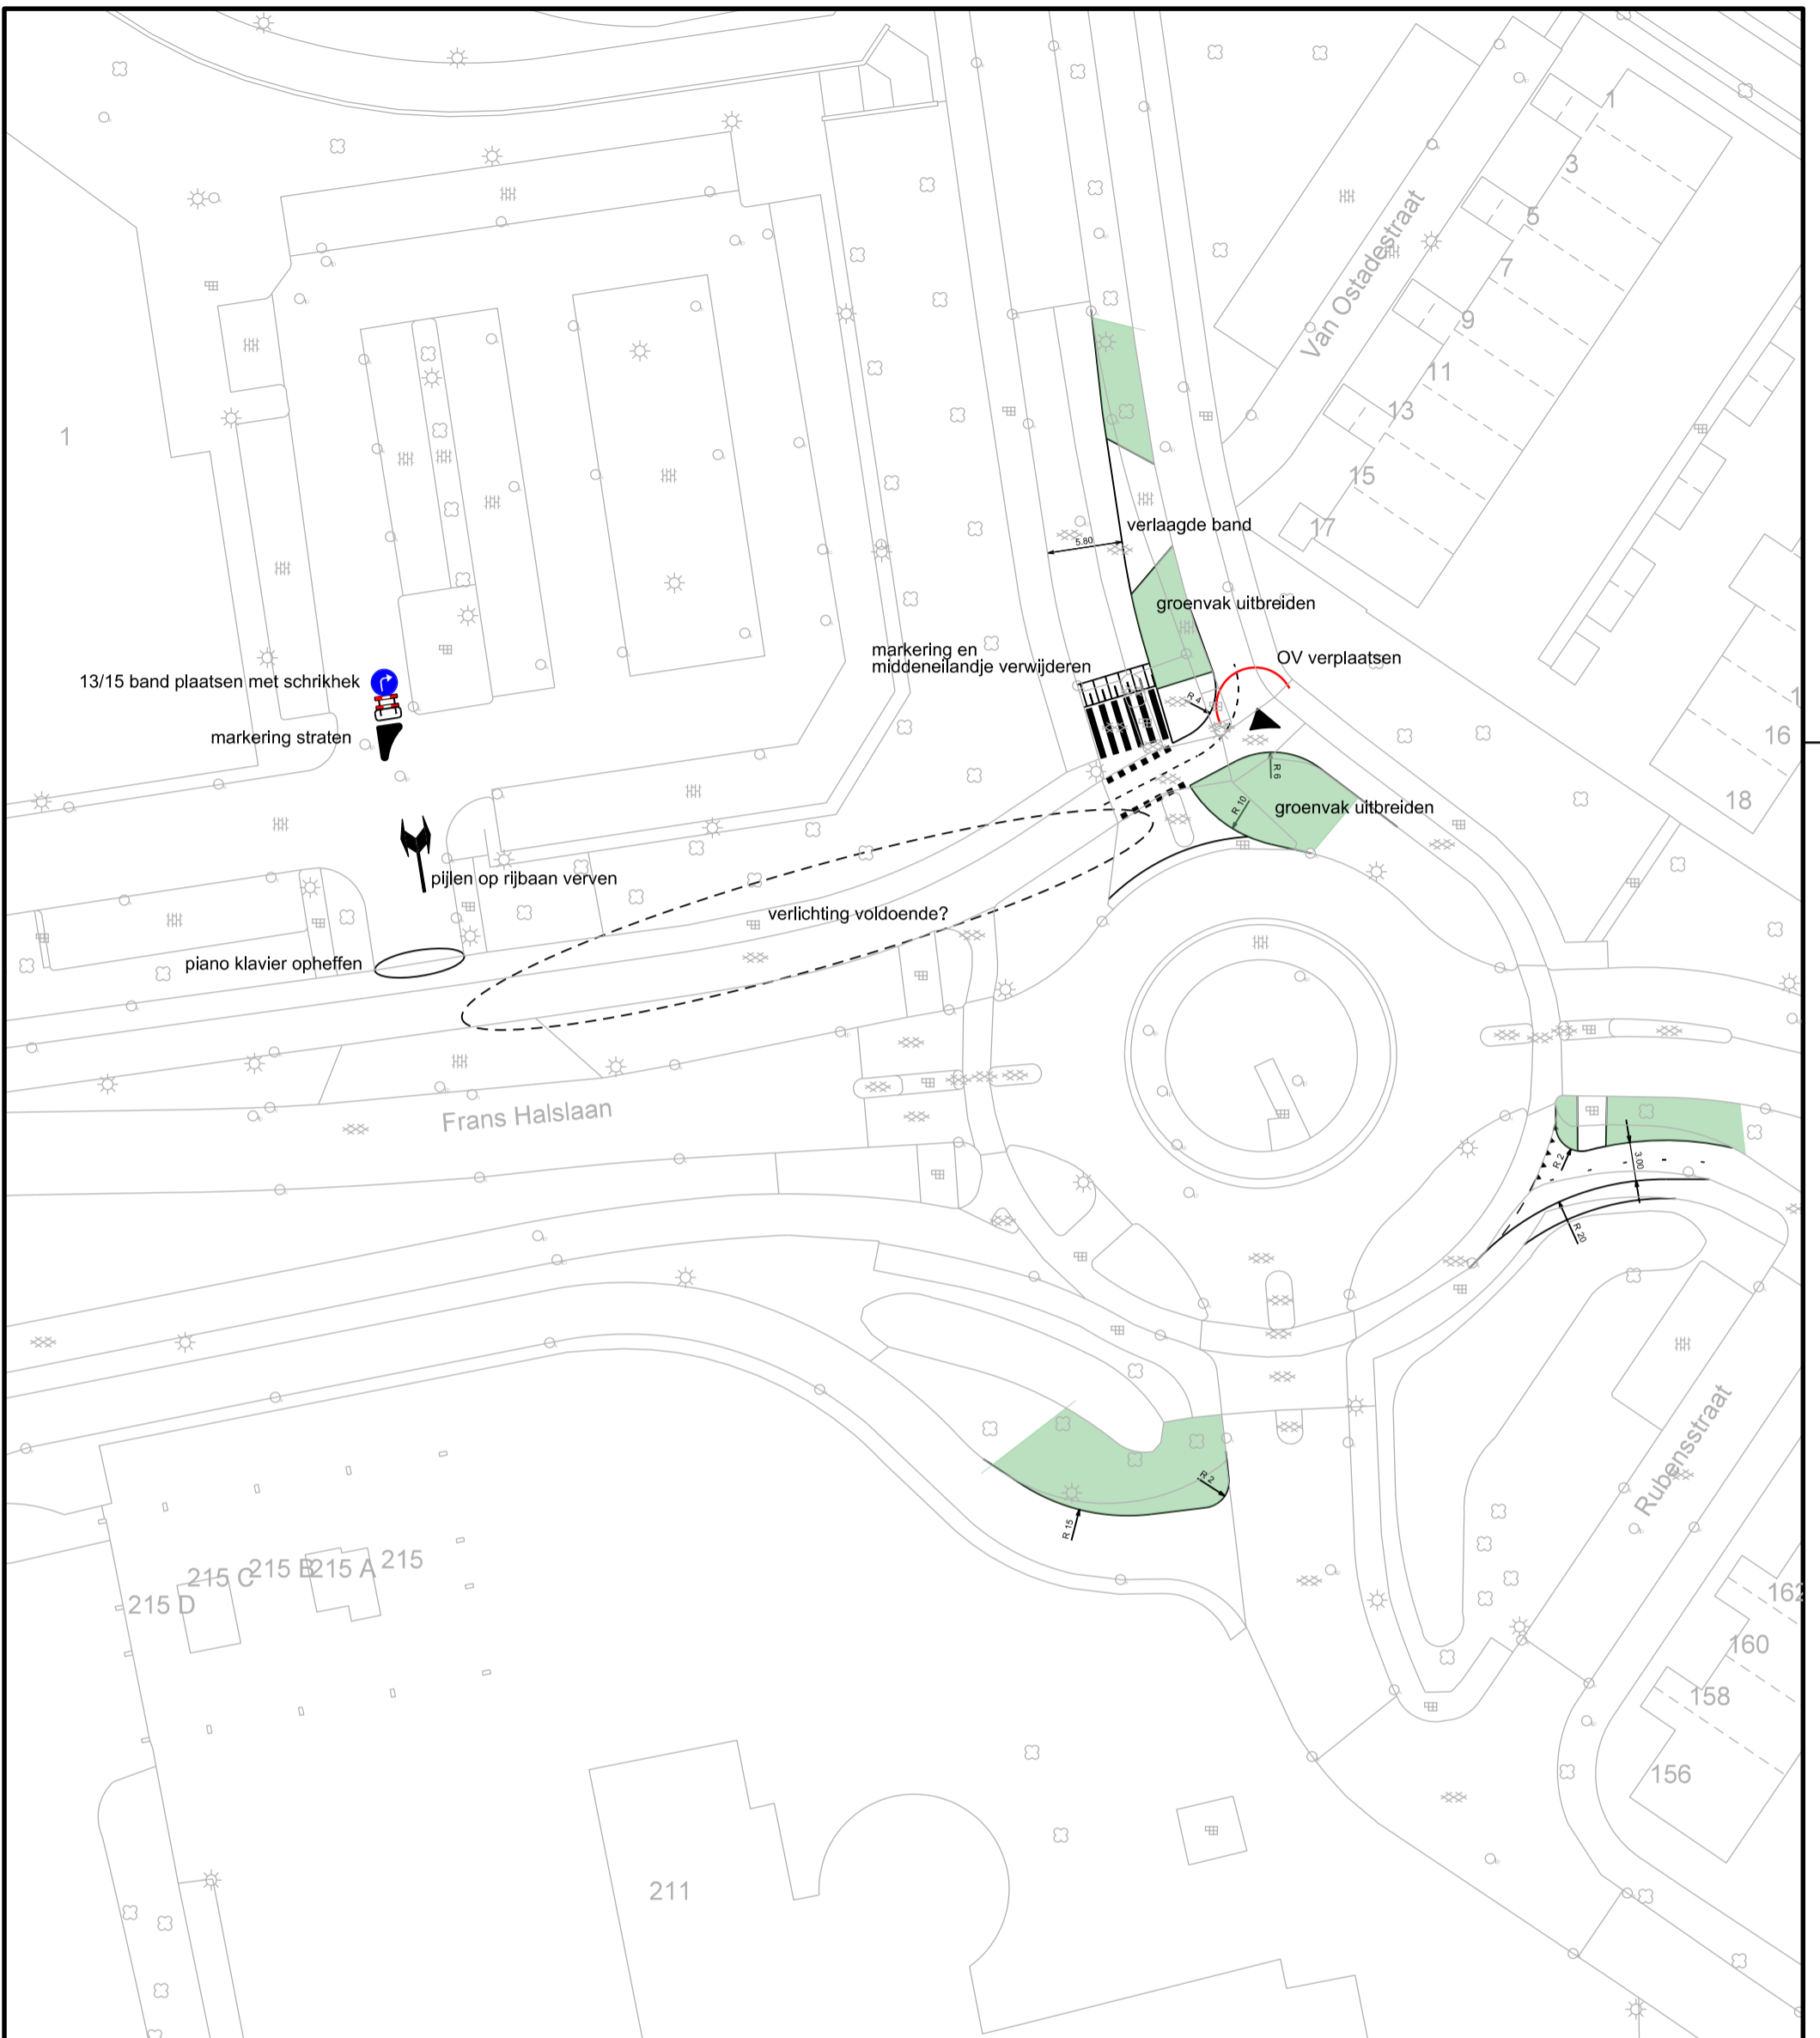 1
3
Van Ostadestraat
5
7
9
11
13
1
15
17
verlaagde band
5.80
groenvak uitbreiden
markering en
middeneilandje verwijderen
OV verplaatsen
13/15 band plaatsen met schrikhek
R 4
markering straten
16
R 6
18
R 10
groenvak uitbreiden
pijlen op rijbaan verven
verlichting voldoende?
piano klavier opheffen
Frans Halslaan
R 2
3.00
R 20
Rubensstraat
R 2
R 15
215
215 A
215 B
215 C
215 D
162
160
158
156
211